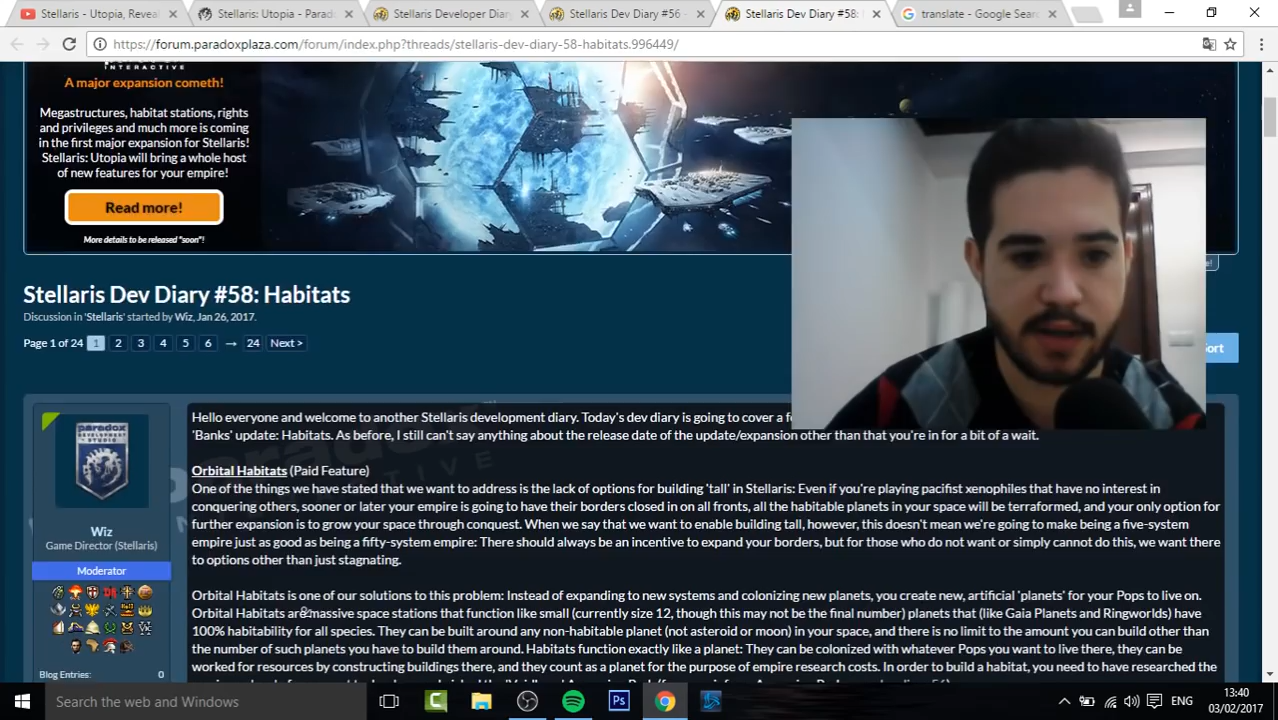 Stellaris - Utopia, Revea
Stellaris: Utopia - Parad
Stellaris Developer Diary
Stellaris Dev Diary #56
Stellaris Dev Diary #58:
translate - Google Sear
https://forum.paradoxplaza.com/forum/index.php?threads/stellaris-dev-diary-58-habitats.996449/
INTERACTIVE
A major expansion cometh!
Megastructures, habitat stations, rights
and privileges and much more is coming
in the first major expansion for Stellaris!
Stellaris: Utopia will bring a whole host
of new features for your empire!
Read more!
More details to be released *soon*!
Stellaris Dev Diary #58: Habitats
Discussion in 'Stellaris' started by Wiz, Jan 26, 2017.
Page 1 of 24 1 2 3 4 5 6 → 24 Next >
ort
Hello everyone and welcome to another Stellaris development diary. Today's dev diary is going to cover a fe
'Banks' update: Habitats. As before, I still can't say anything about the release date of the update/expansion other than that you're in for a bit of a wait.
Orbital Habitats (Paid Feature)
One of the things we have stated that we want to address is the lack of options for building 'tall' in Stellaris: Even if you're playing pacifist xenophiles that have no interest in
conquering others, sooner or later your empire is going to have their borders closed in on all fronts, all the habitable planets in your space will be terraformed, and your only option for
further expansion is to grow your space through conquest. When we say that we want to enable building tall, however, this doesn't mean we're going to make being a five-system
empire just as good as being a fifty-system empire: There should always be an incentive to expand your borders, but for those who do not want or simply cannot do this, we want there
to options other than just stagnating.
Orbital Habitats is one of our solutions to this problem: Instead of expanding to new systems and colonizing new planets, you create new, artificial 'planets' for your Pops to live on.
Orbital Habitats are massive space stations that function like small (currently size 12, though this may not be the final number) planets that (like Gaia Planets and Ringworlds) have
100% habitability for all species. They can be built around any non-habitable planet (not asteroid or moon) in your space, and there is no limit to the amount you can build other than
the number of such planets you have to build them around. Habitats function exactly like a planet: They can be colonized with whatever Pops you want to live there, they can be
worked for resources by constructing buildings there, and they count as a planet for the purpose of empire research costs. In order to build a habitat, you need to have researched the
paradox
DEVELOPMENT
STUDIO
Wiz
Game Director (Stellaris)
Moderator
Blog Entries: 0
Search the web and Windows
ENG
13:40
03/02/2017